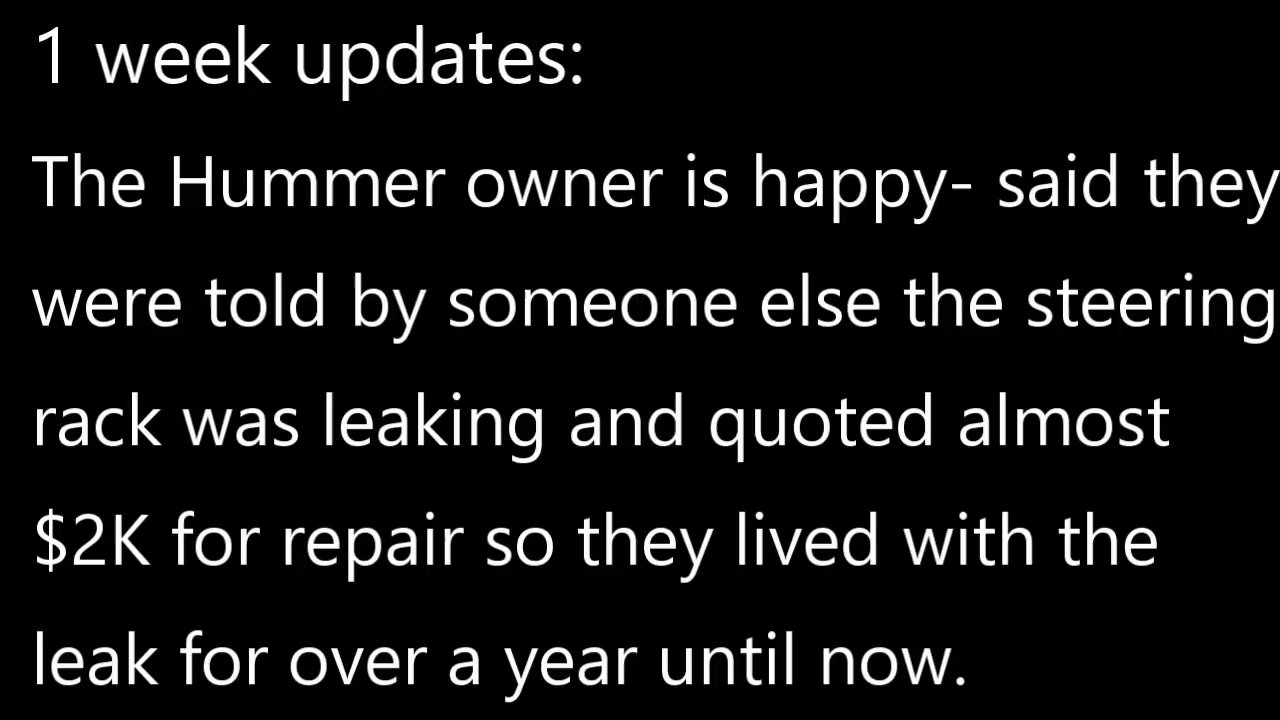 1 week updates:
The Hummer owner is happy- said they
were told by someone else the steering
rack was leaking and quoted almost
$2K for repair so they lived with the
leak for over a year until now.